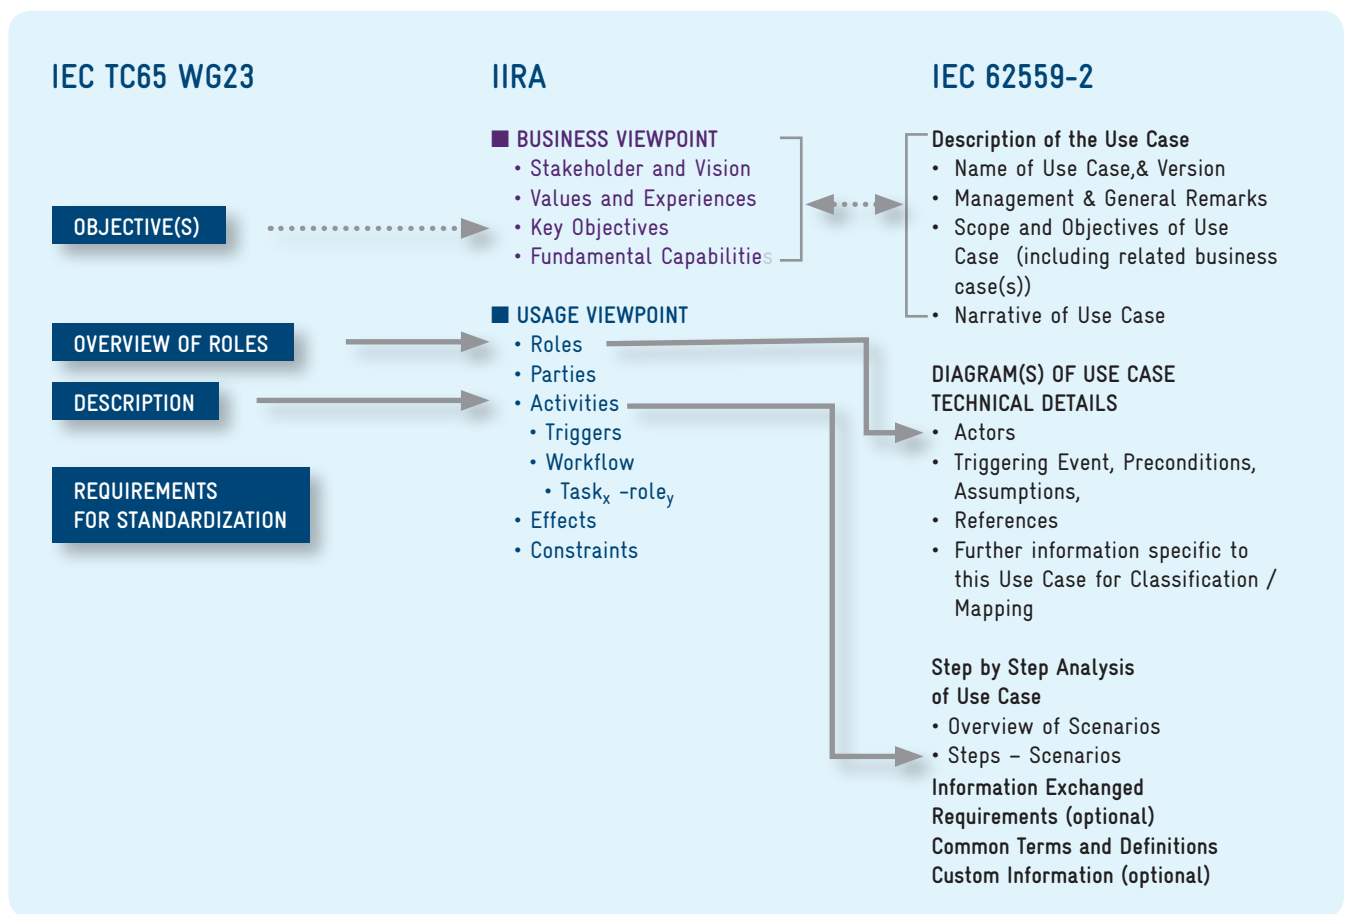 IEC TC65 WG23
OBJECTIVE(S)
OVERVIEW OF ROLES
DESCRIPTION
REQUIREMENTS
FOR STANDARDIZATION
IIRA
■ BUSINESS VIEWPOINT
• Stakeholder and Vision
• Values and Experiences
• Key Objectives
• Fundamental Capabilities
■ USAGE VIEWPOINT
• Roles
• Parties
• Activities
• Triggers
• Workflow
• Taskx –roley
• Effects
• Constraints
IEC 62559-2
Description of the Use Case
• Name of Use Case,& Version
• Management & General Remarks
• Scope and Objectives of Use
Case (including related business
case(s))
• Narrative of Use Case
DIAGRAM(S) OF USE CASE
TECHNICAL DETAILS
• Actors
• Triggering Event, Preconditions,
Assumptions,
• References
• Further information specific to
this Use Case for Classification /
Mapping
Step by Step Analysis
of Use Case
• Overview of Scenarios
• Steps – Scenarios
Information Exchanged
Requirements (optional)
Common Terms and Definitions
Custom Information (optional)